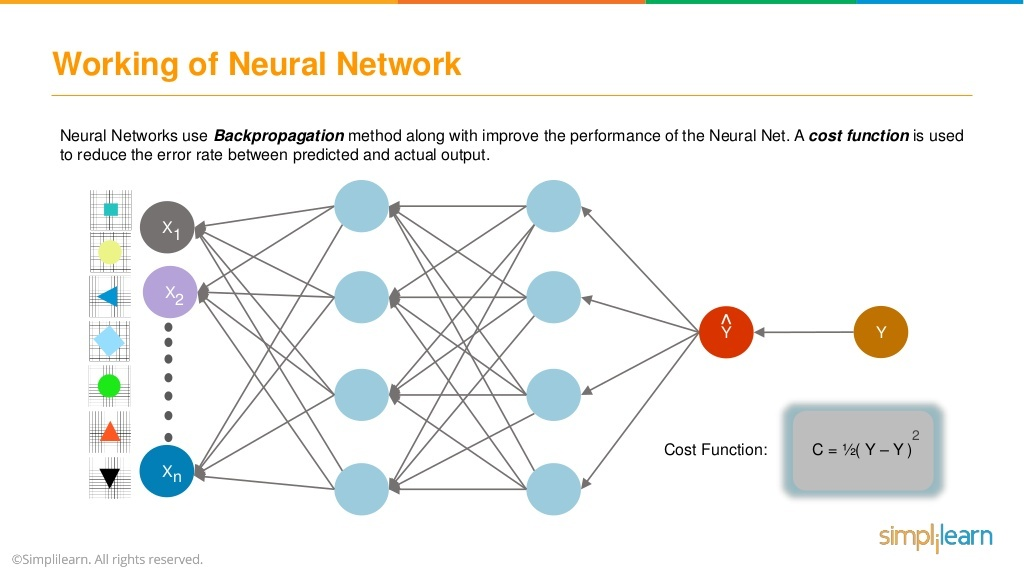 Working of Neural Network
Neural Networks use Backpropagation method along with improve the performance of the Neural Net. A cost function is used
to reduce the error rate between predicted and actual output.
X1
X2
Xn
^
Y
Y
Cost Function:
C = ½( Y – Y )2
simplilearn
©Simplilearn. All rights reserved.